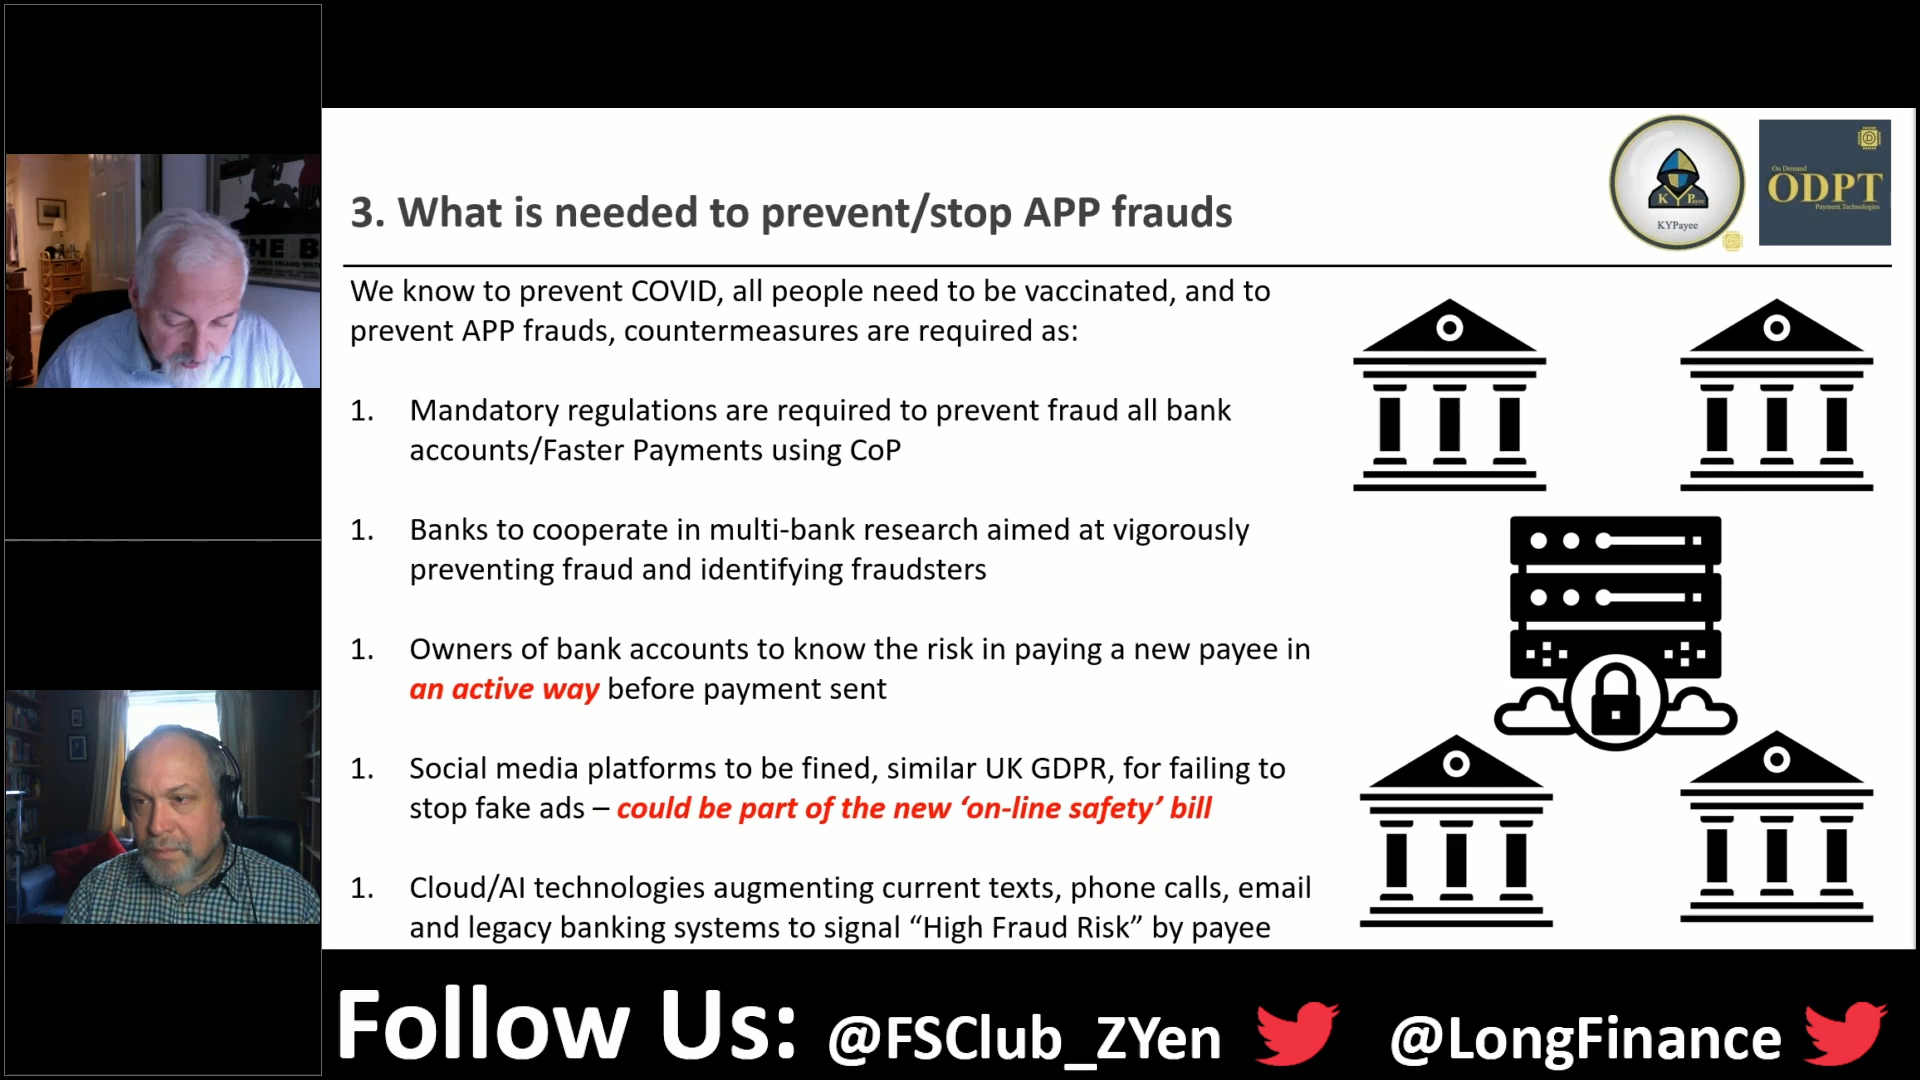 THE B
K Y Payee
KYPayee
On Demand
ODPT
Payment Technologies
3. What is needed to prevent/stop APP frauds
We know to prevent COVID, all people need to be vaccinated, and to
prevent APP frauds, countermeasures are required as:
1. Mandatory regulations are required to prevent fraud all bank
accounts/Faster Payments using CoP
1. Banks to cooperate in multi-bank research aimed at vigorously
preventing fraud and identifying fraudsters
1. Owners of bank accounts to know the risk in paying a new payee in
an active way before payment sent
1. Social media platforms to be fined, similar UK GDPR, for failing to
stop fake ads – could be part of the new ‘on-line safety’ bill
1. Cloud/AI technologies augmenting current texts, phone calls, email
and legacy banking systems to signal “High Fraud Risk” by payee
Follow Us: @FSClub_ZYen @LongFinance